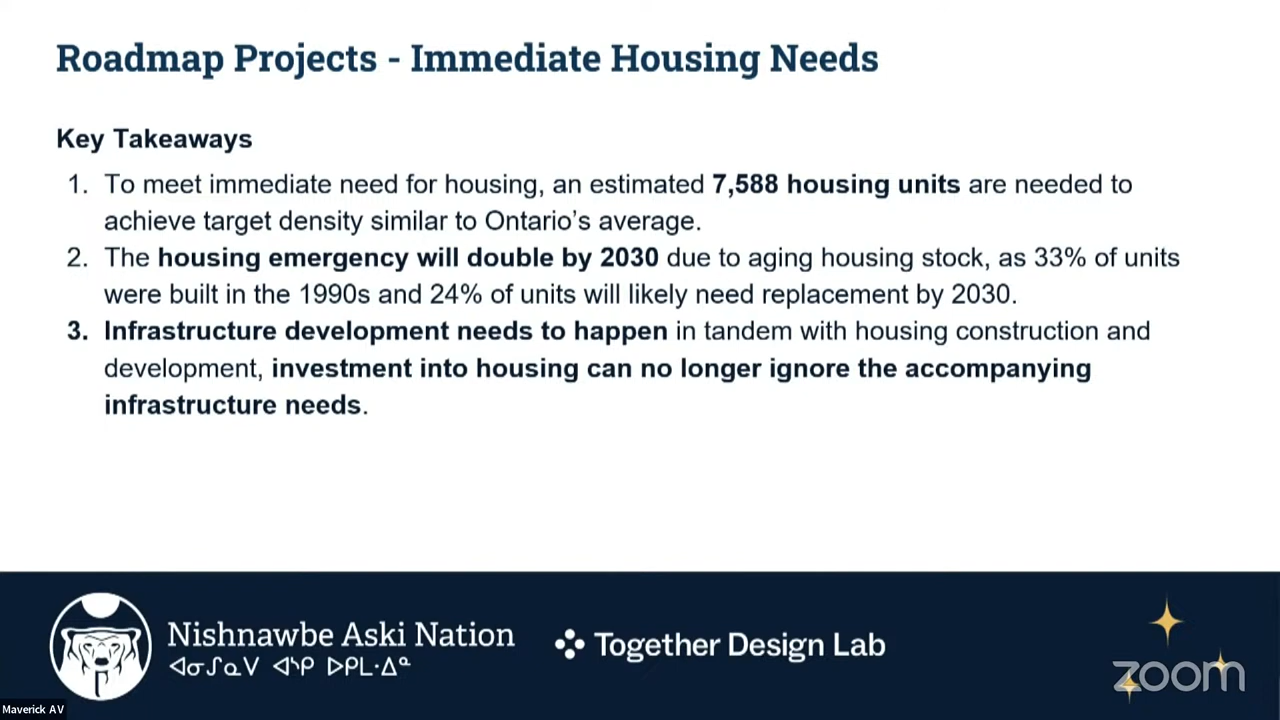 Roadmap Projects - Immediate Housing Needs
Key Takeaways
1. To meet immediate need for housing, an estimated 7,588 housing units are needed to
achieve target density similar to Ontario's average.
2. The housing emergency will double by 2030 due to aging housing stock, as 33% of units
were built in the 1990s and 24% of units will likely need replacement by 2030.
3. Infrastructure development needs to happen in tandem with housing construction and
development, investment into housing can no longer ignore the accompanying
infrastructure needs.
Nishnawbe Aski Nation
ᐊᓂᔑᓇᐯ ᐊᔅᑭ ᐅᑭᒪᐧᐃᓐ
Together Design Lab
zoom
Maverick AV